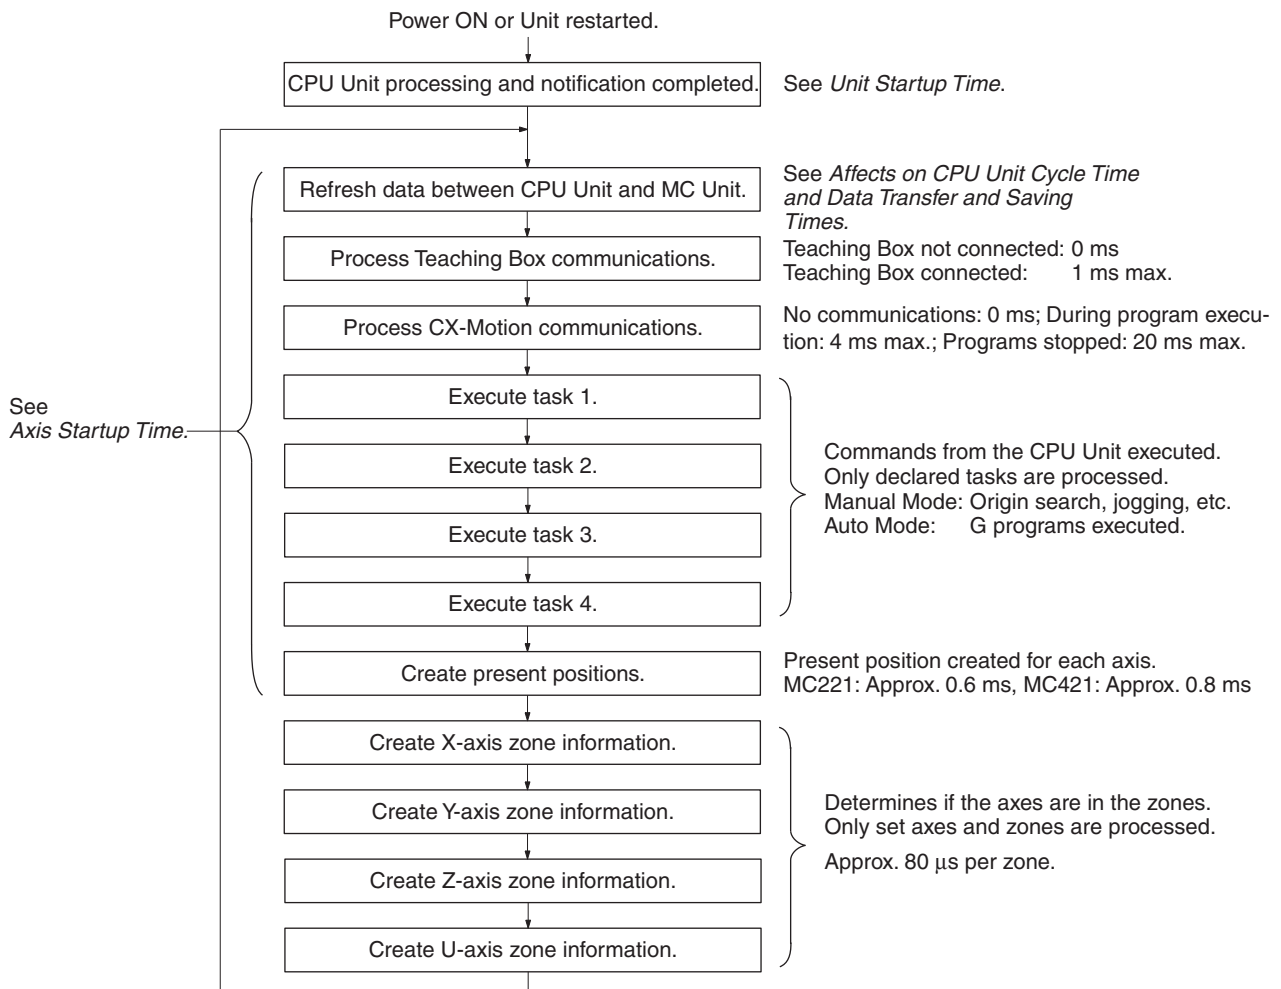 Power ON or Unit restarted.
CPU Unit processing and notification completed.
See Unit Startup Time.
Refresh data between CPU Unit and MC Unit.
See Affects on CPU Unit Cycle Time
and Data Transfer and Saving
Times.
Process Teaching Box communications.
Teaching Box not connected: 0 ms
Teaching Box connected: 1 ms max.
Process CX-Motion communications.
No communications: 0 ms; During program execu-
tion: 4 ms max.; Programs stopped: 20 ms max.
See
Axis Startup Time.
Execute task 1.
Execute task 2.
Execute task 3.
Execute task 4.
Commands from the CPU Unit executed.
Only declared tasks are processed.
Manual Mode: Origin search, jogging, etc.
Auto Mode: G programs executed.
Create present positions.
Present position created for each axis.
MC221: Approx. 0.6 ms, MC421: Approx. 0.8 ms
Create X-axis zone information.
Create Y-axis zone information.
Create Z-axis zone information.
Create U-axis zone information.
Determines if the axes are in the zones.
Only set axes and zones are processed.
Approx. 80 μs per zone.